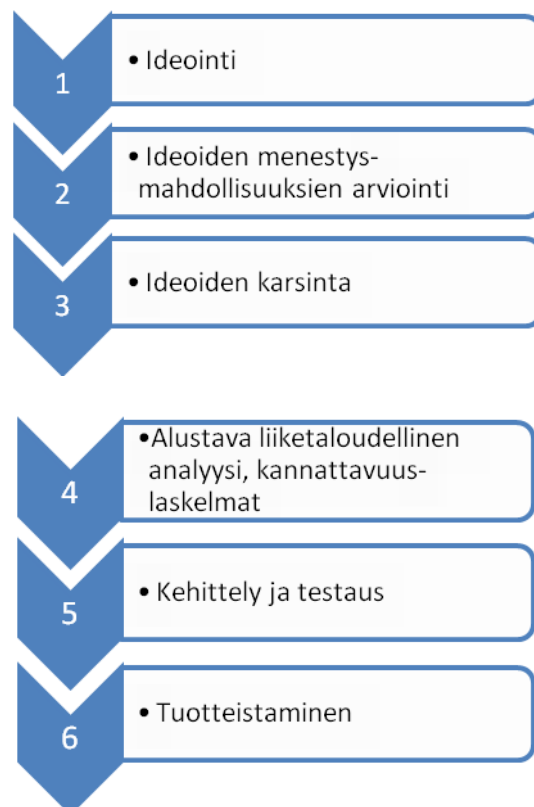 1
• Ideointi
2
• Ideoiden menestys-
mahdollisuuksien arviointi
3
• Ideoiden karsinta
4
•Alustava liiketaloudellinen
analyysi, kannattavuus-
laskelmat
5
• Kehittely ja testaus
6
• Tuotteistaminen